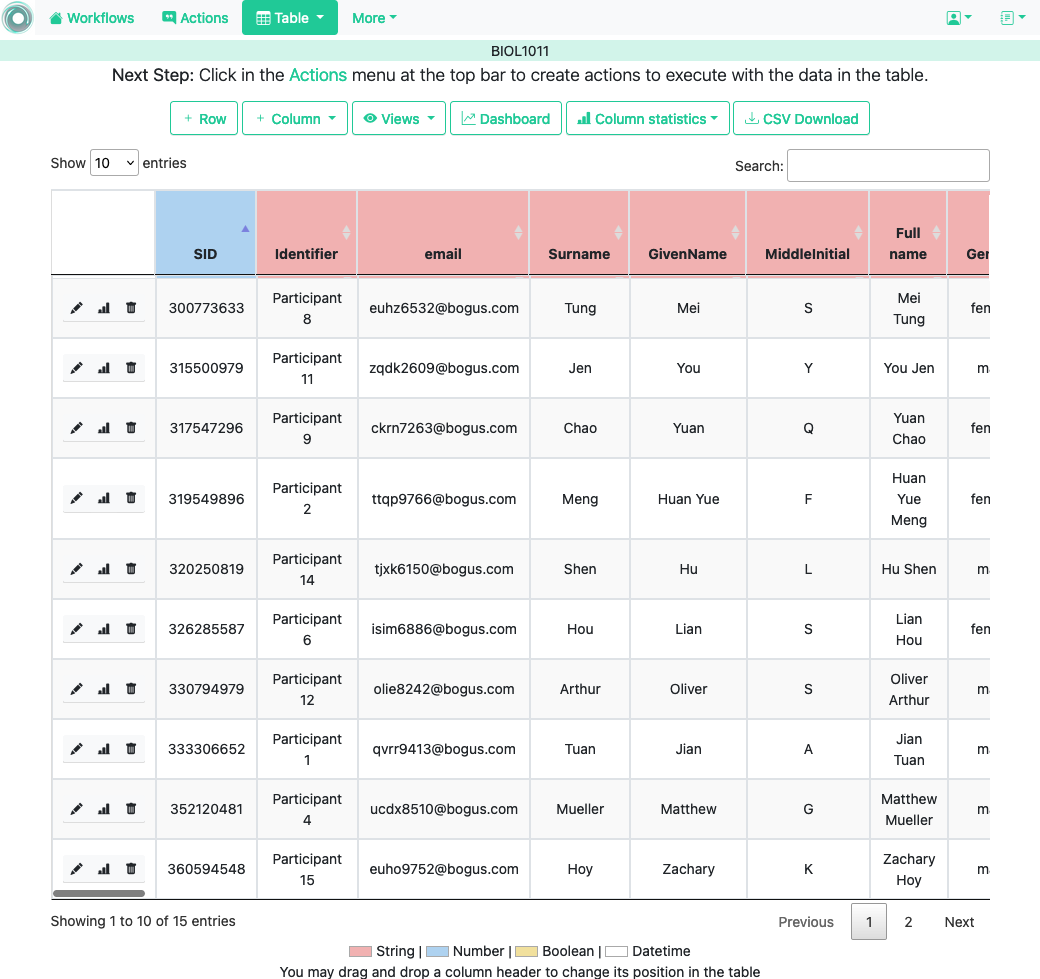 Workflows Actions Table More
BIOL1011
Next Step: Click in the Actions menu at the top bar to create actions to execute with the data in the table.
+ Row + Column Views Dashboard Column statistics CSV Download
Show 10 entries
Search:
SID Identifier email Surname GivenName MiddleInitial Full name Ger
300773633 Participant 8 euhz6532@bogus.com Tung Mei S Mei Tung fen
315500979 Participant 11 zqdk2609@bogus.com Jen You Y You Jen m
317547296 Participant 9 ckrn7263@bogus.com Chao Yuan Q Yuan Chao fen
319549896 Participant 2 ttqp9766@bogus.com Meng Huan Yue F Huan Yue Meng fen
320250819 Participant 14 tjxk6150@bogus.com Shen Hu L Hu Shen m
326285587 Participant 6 isim6886@bogus.com Hou Lian S Lian Hou fen
330794979 Participant 12 olie8242@bogus.com Arthur Oliver S Oliver Arthur m
333306652 Participant 1 qvrr9413@bogus.com Tuan Jian A Jian Tuan m
352120481 Participant 4 ucdx8510@bogus.com Mueller Matthew G Matthew Mueller m
360594548 Participant 15 euho9752@bogus.com Hoy Zachary K Zachary Hoy m
Showing 1 to 10 of 15 entries
Previous 1 2 Next
String | Number | Boolean | Datetime
You may drag and drop a column header to change its position in the table